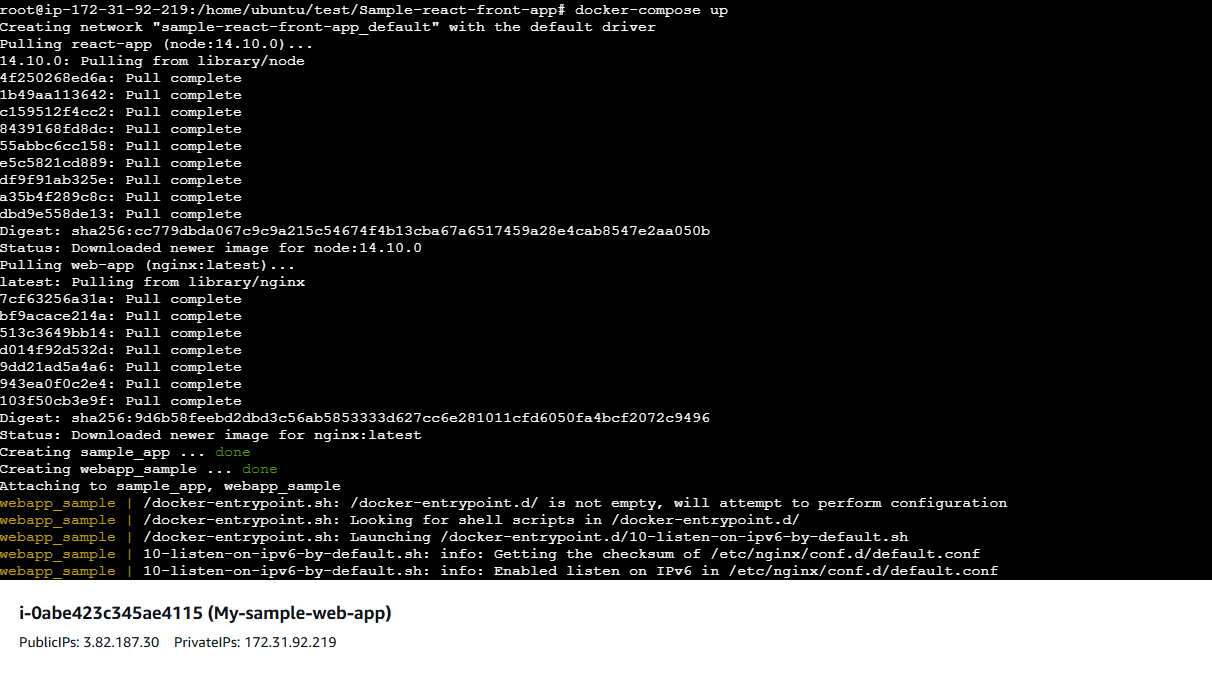 root@ip-172-31-92-219:/home/ubuntu/test/Sample-react-front-app# docker-compose up
Creating network "sample-react-front-app_default" with the default driver
Pulling react-app (node:14.10.0)...
14.10.0: Pulling from library/node
4f250268ed6a: Pull complete
1b49aa113642: Pull complete
c159512f4cc2: Pull complete
8439168fd8dc: Pull complete
55abbc6cc158: Pull complete
e5c5821cd889: Pull complete
df9f91ab325e: Pull complete
a35b4f289c8c: Pull complete
dbd9e558de13: Pull complete
Digest: sha256:cc779dbda067c9c9a215c54674f4b13cba67a6517459a28e4cab8547e2aa050b
Status: Downloaded newer image for node:14.10.0
Pulling web-app (nginx:latest)...
latest: Pulling from library/nginx
7cf63256a31a: Pull complete
bf9acace214a: Pull complete
513c3649bb14: Pull complete
d014f92d532d: Pull complete
9dd21ad5a4a6: Pull complete
943ea0f0c2e4: Pull complete
103f50cb3e9f: Pull complete
Digest: sha256:9d6b58feebd2dbd3c56ab5853333d627cc6e281011cfd6050fa4bcf2072c9496
Status: Downloaded newer image for nginx:latest
Creating sample_app ... done
Creating webapp_sample ... done
Attaching to sample_app, webapp_sample
webapp_sample | /docker-entrypoint.sh: /docker-entrypoint.d/ is not empty, will attempt to perform configuration
webapp_sample | /docker-entrypoint.sh: Looking for shell scripts in /docker-entrypoint.d/
webapp_sample | /docker-entrypoint.sh: Launching /docker-entrypoint.d/10-listen-on-ipv6-by-default.sh
webapp_sample | 10-listen-on-ipv6-by-default.sh: info: Getting the checksum of /etc/nginx/conf.d/default.conf
webapp_sample | 10-listen-on-ipv6-by-default.sh: info: Enabled listen on IPv6 in /etc/nginx/conf.d/default.conf
i-0abe423c345ae4115 (My-sample-web-app)
PublicIPs: 3.82.187.30 PrivateIPs: 172.31.92.219